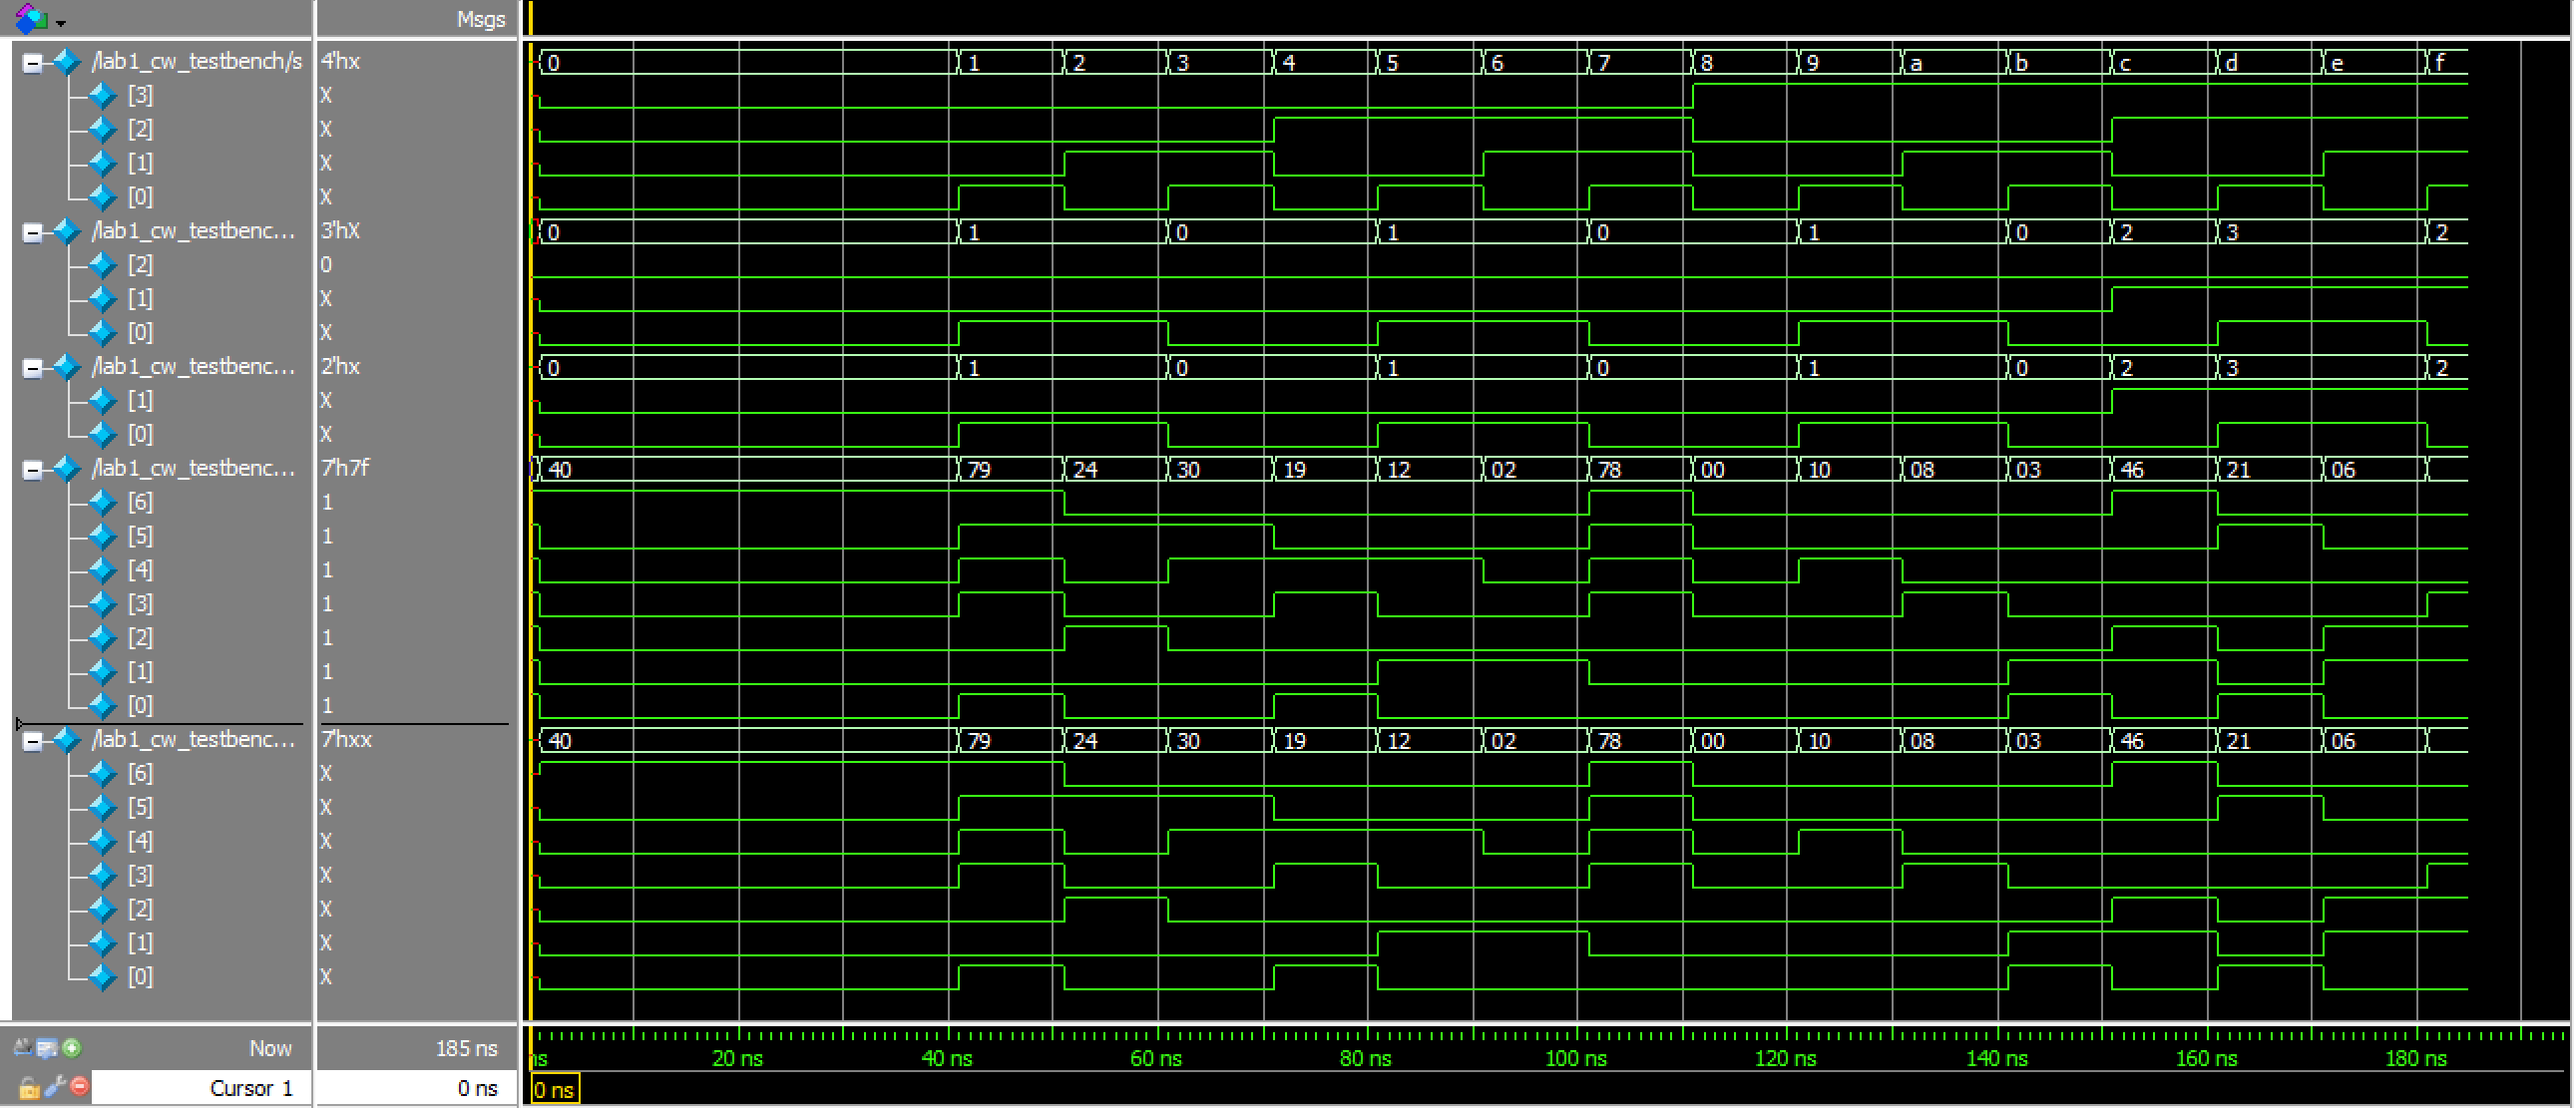 Msgs
/lab1_cw_testbench/s 4'hx 0 1 2 3 4 5 6 7 8 9 a b c d e f
[3] X
[2] X
[1] X
[0] X
/lab1_cw_testbenc... 3'hX 0 1 0 1 0 1 0 2 3 2
[2] 0
[1] X
[0] X
/lab1_cw_testbenc... 2'hx 0 1 0 1 0 1 0 2 3 2
[1] X
[0] X
/lab1_cw_testbenc... 7'h7f 40 79 24 30 19 12 02 78 00 10 08 03 46 21 06
[6] 1
[5] 1
[4] 1
[3] 1
[2] 1
[1] 1
[0] 1
/lab1_cw_testbenc... 7'hxx 40 79 24 30 19 12 02 78 00 10 08 03 46 21 06
[6] X
[5] X
[4] X
[3] X
[2] X
[1] X
[0] X
Now 185 ns ns 20 ns 40 ns 60 ns 80 ns 100 ns 120 ns 140 ns 160 ns 180 ns
Cursor 1 0 ns 0 ns